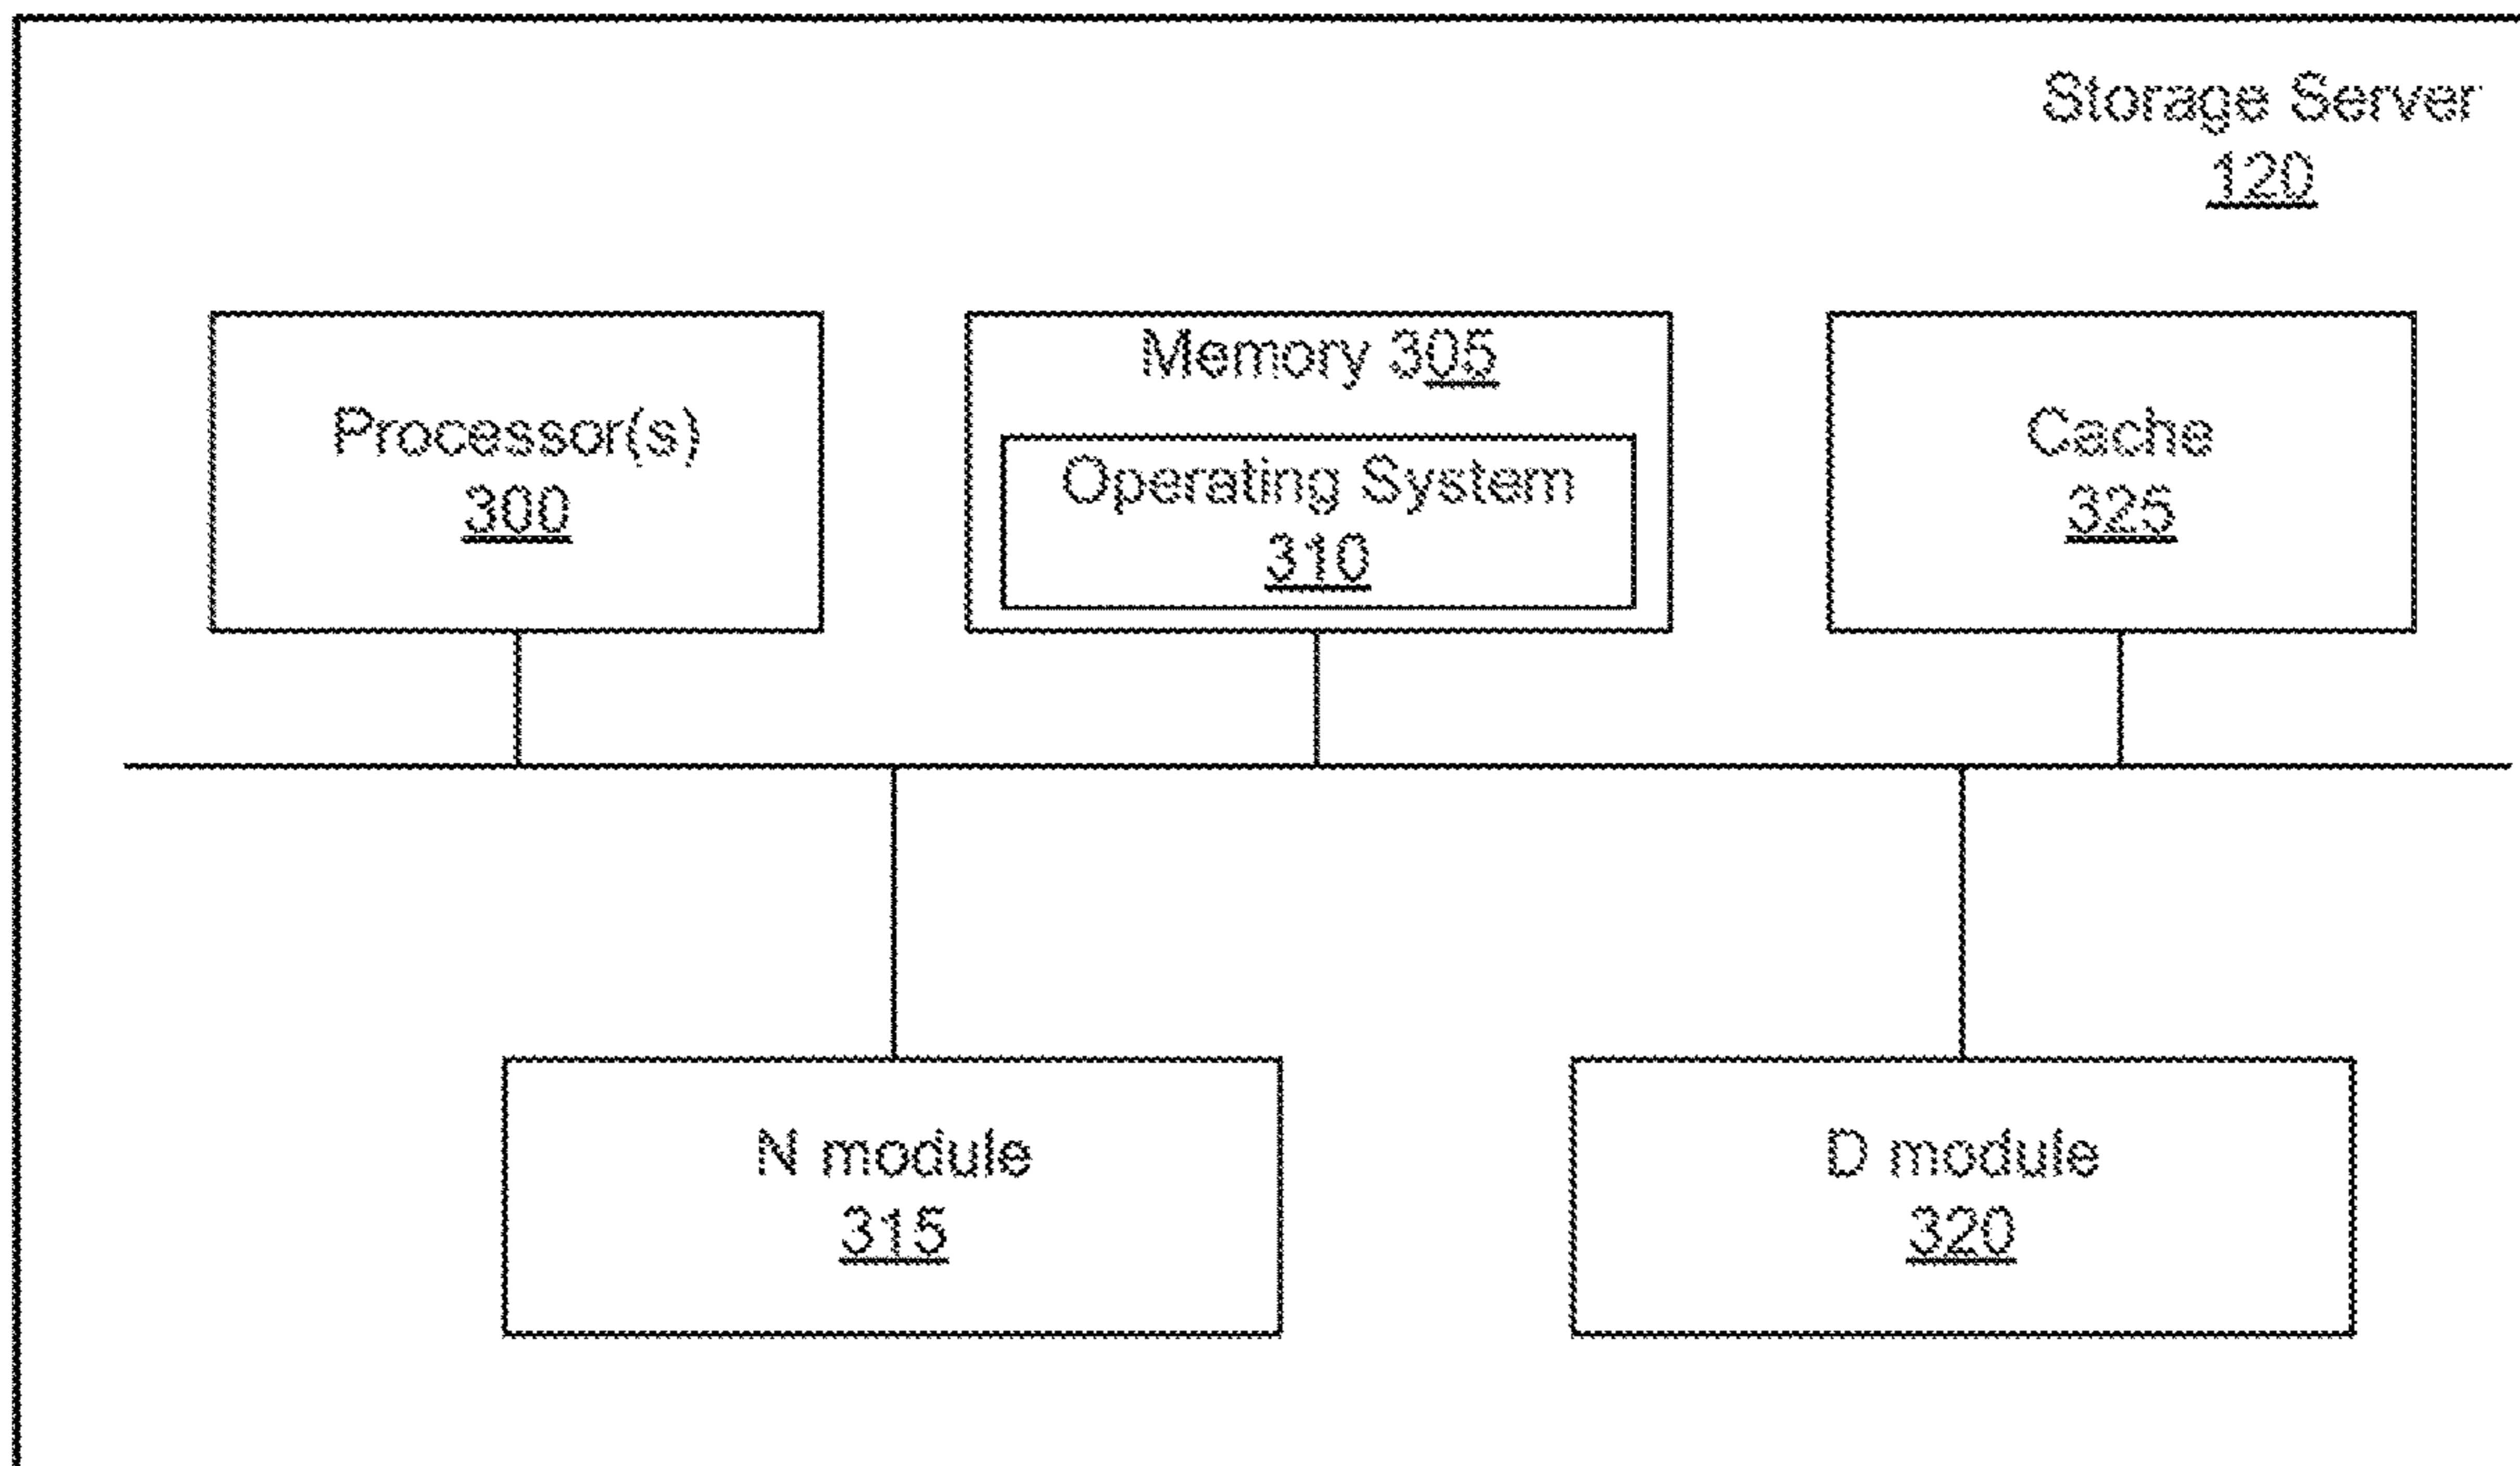 Storage Server
120
Processor(s)
300
Memory 305
Operating System
310
Cache
325
N module
315
D module
320